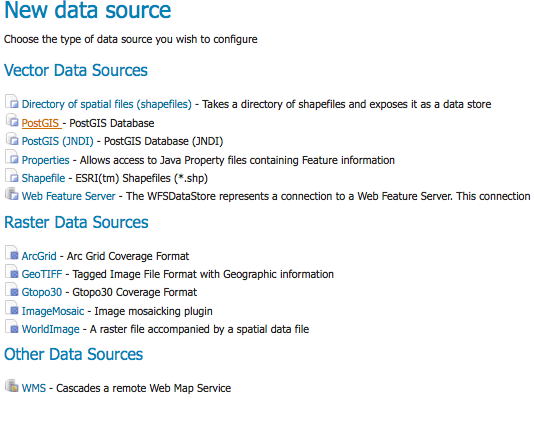 New data source
Choose the type of data source you wish to configure
Vector Data Sources
Directory of spatial files (shapefiles) - Takes a directory of shapefiles and exposes it as a data store
PostGIS - PostGIS Database
PostGIS (JNDI) - PostGIS Database (JNDI)
Properties - Allows access to Java Property files containing Feature information
Shapefile - ESRI(tm) Shapefiles (*.shp)
Web Feature Server - The WFSDataStore represents a connection to a Web Feature Server. This connection
Raster Data Sources
ArcGrid - Arc Grid Coverage Format
GeoTIFF - Tagged Image File Format with Geographic information
Gtopo30 - Gtopo30 Coverage Format
ImageMosaic - Image mosaicking plugin
WorldImage - A raster file accompanied by a spatial data file
Other Data Sources
WMS - Cascades a remote Web Map Service